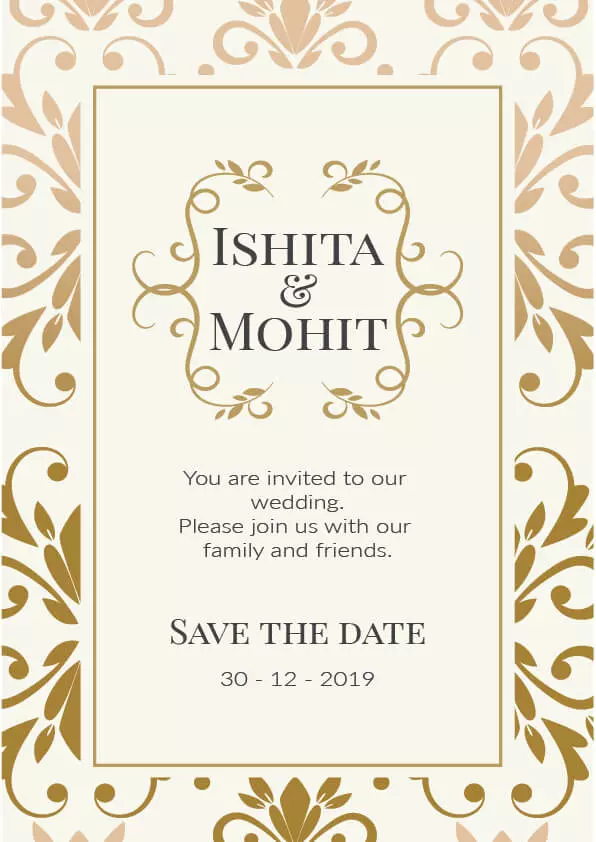 Ishita
&
Mohit
You are invited to our
wedding.
Please join us with our
family and friends.
Save the date
30 - 12 - 2019